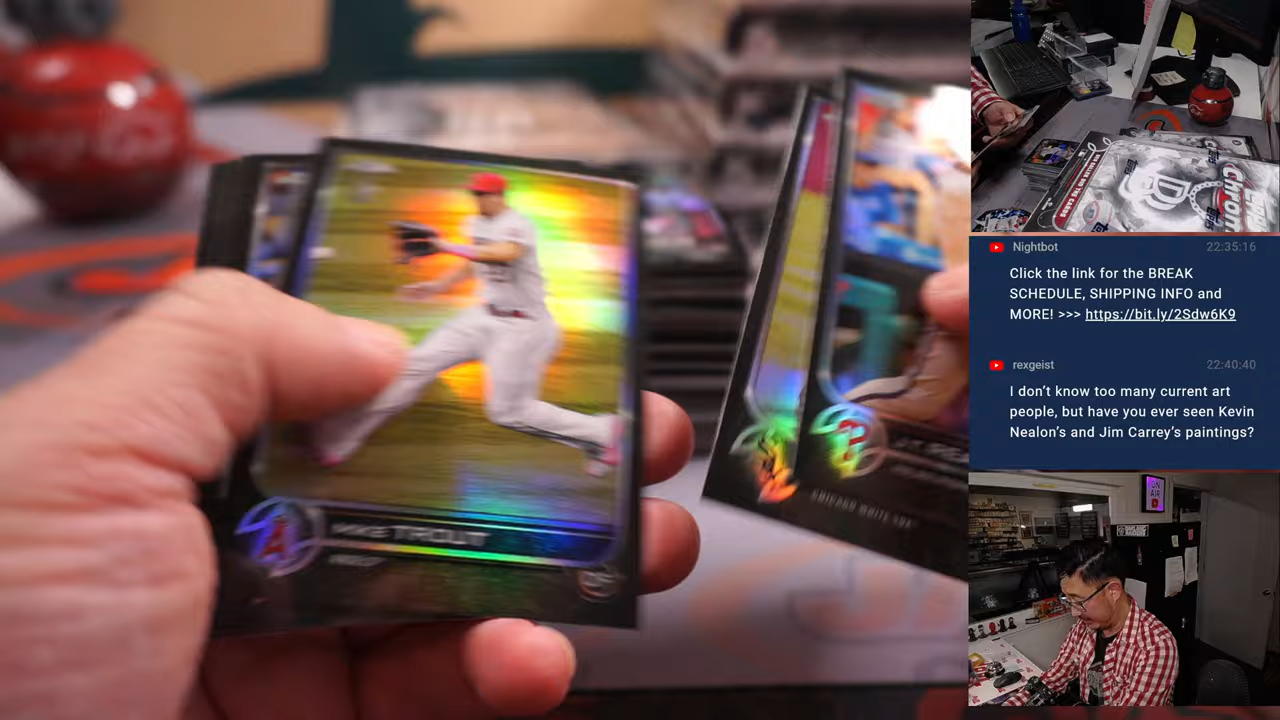 MIKE TROUT
CHICAGO WHITE SOX
Nightbot
22:35:16
Click the link for the BREAK
SCHEDULE, SHIPPING INFO and
MORE! >>> https://bit.ly/2Sdw6K9
rexgeist
22:40:40
I don't know too many current art
people, but have you ever seen Kevin
Nealon's and Jim Carrey's paintings?
ON
AIR